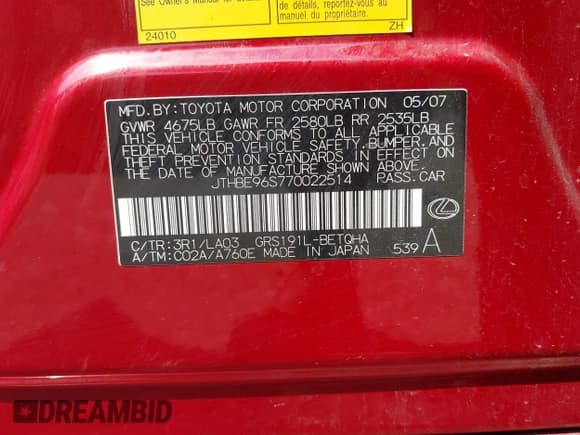 See Owner's Manual for
24010
de détails, reportez-vous au
manuel du propriétaire.
ZH
MFD.BY:TOYOTA MOTOR CORPORATION 05/07
GVWR 4675LB GAWR FR 2580LB RR 2535LB
THIS VEHICLE CONFORMS TO ALL APPLICABLE
FEDERAL MOTOR VEHICLE SAFETY,BUMPER,AND
THEFT PREVENTION STANDARDS IN EFFECT ON
THE DATE OF MANUFACTURE SHOWN ABOVE.
JTHBE96S770022514 PASS.CAR
C/TR:3R1/LA03 GRS191L-BETQHA
A/TM:C02A/A760E MADE IN JAPAN 539 A
DREAMBID